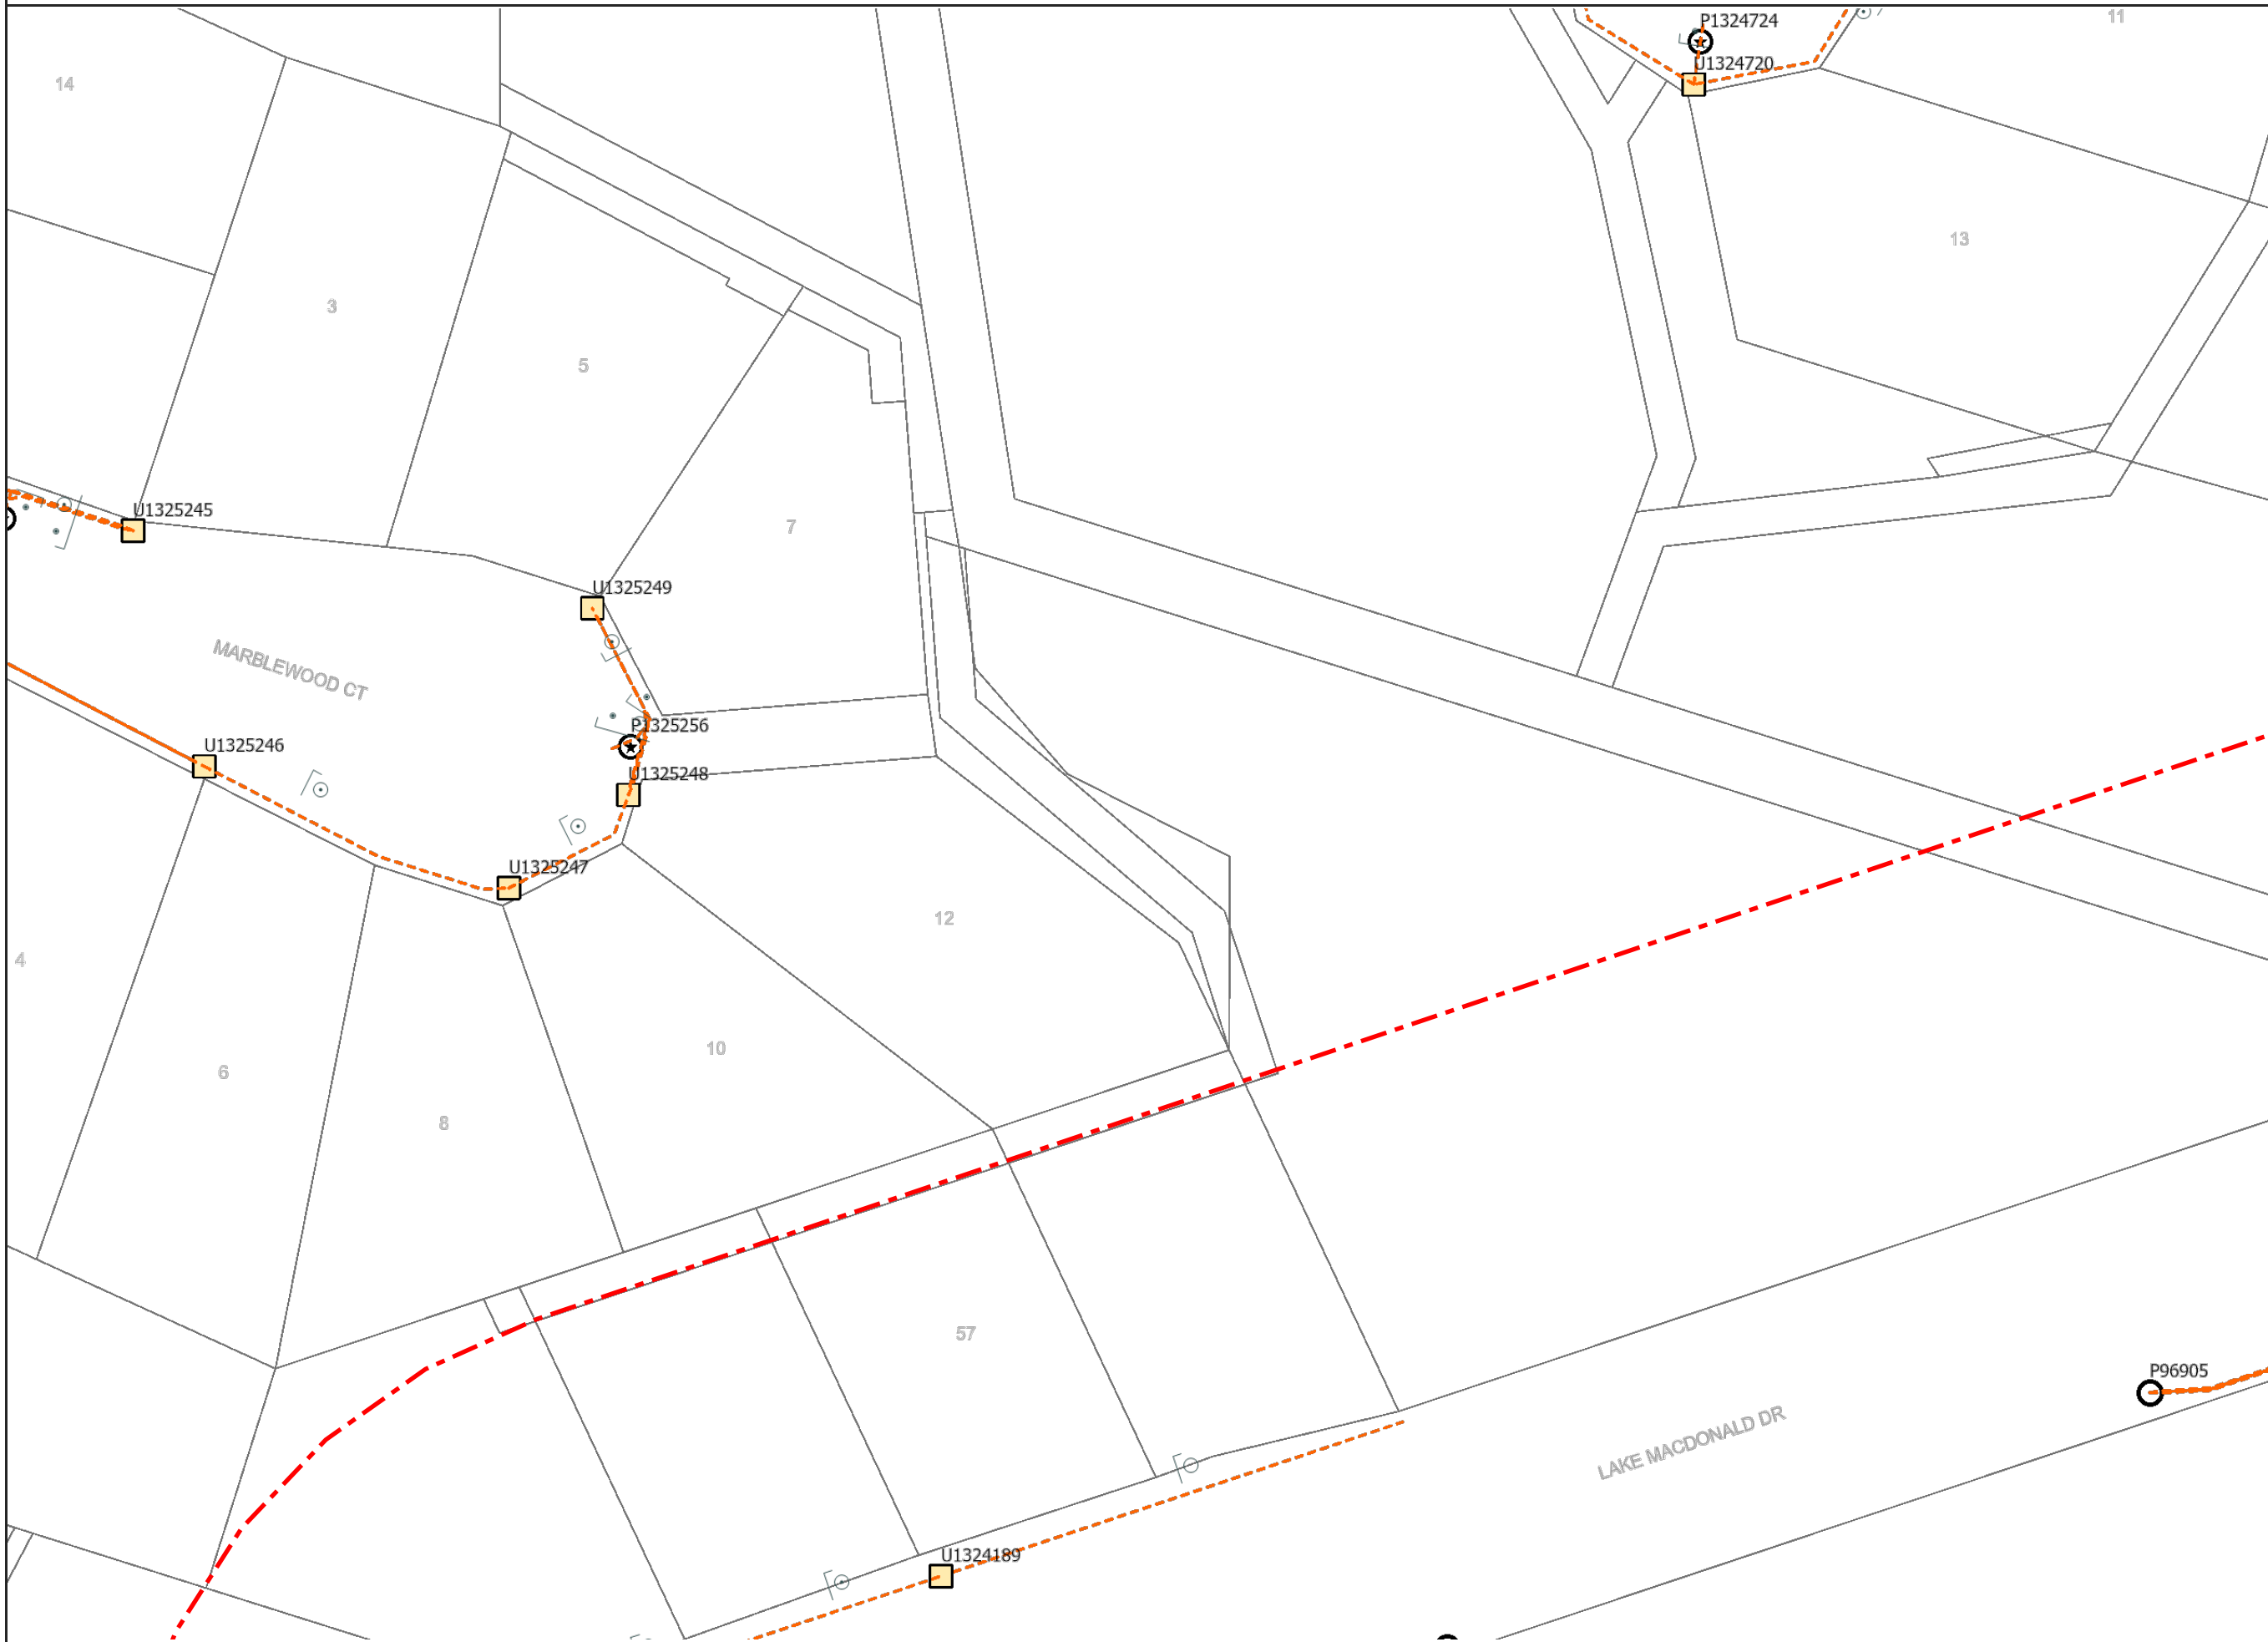 P1324724
11
U1324720
14
13
3
5
U1325245
7
U1325249
MARBLEWOOD CT
P1325256
U1325246
U1325248
U1325247
12
4
10
6
8
57
P96905
LAKE MACDONALD DR
U1324189